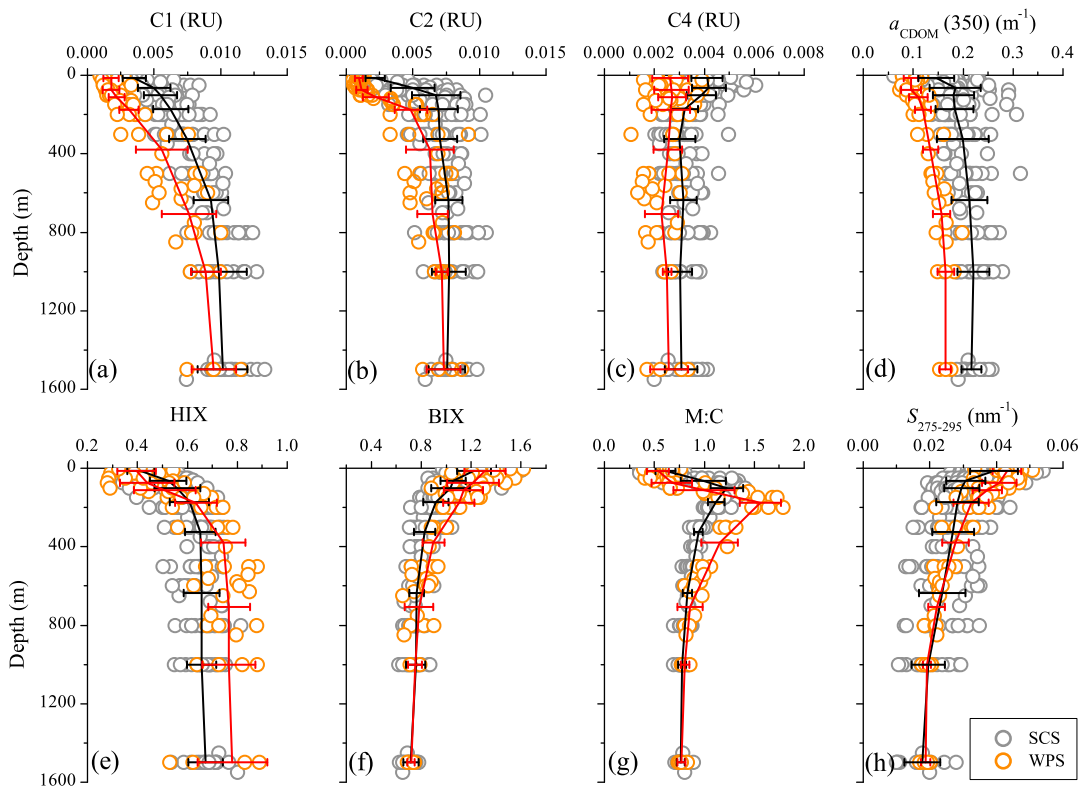 C1 (RU)
0.000 0.005 0.010 0.015
C2 (RU)
0.000 0.005 0.010 0.015
C4 (RU)
0.000 0.002 0.004 0.006 0.008
aCDOM (350) (m-1)
0.0 0.1 0.2 0.3 0.4
0
400
800
1200
1600
Depth (m)
(a)
(b)
(c)
(d)
HIX
0.2 0.4 0.6 0.8 1.0
BIX
0.4 0.8 1.2 1.6
M:C
0.0 0.5 1.0 1.5 2.0
S275-295 (nm-1)
0.00 0.02 0.04 0.06
0
400
800
1200
1600
Depth (m)
(e)
(f)
(g)
(h)
SCS
WPS